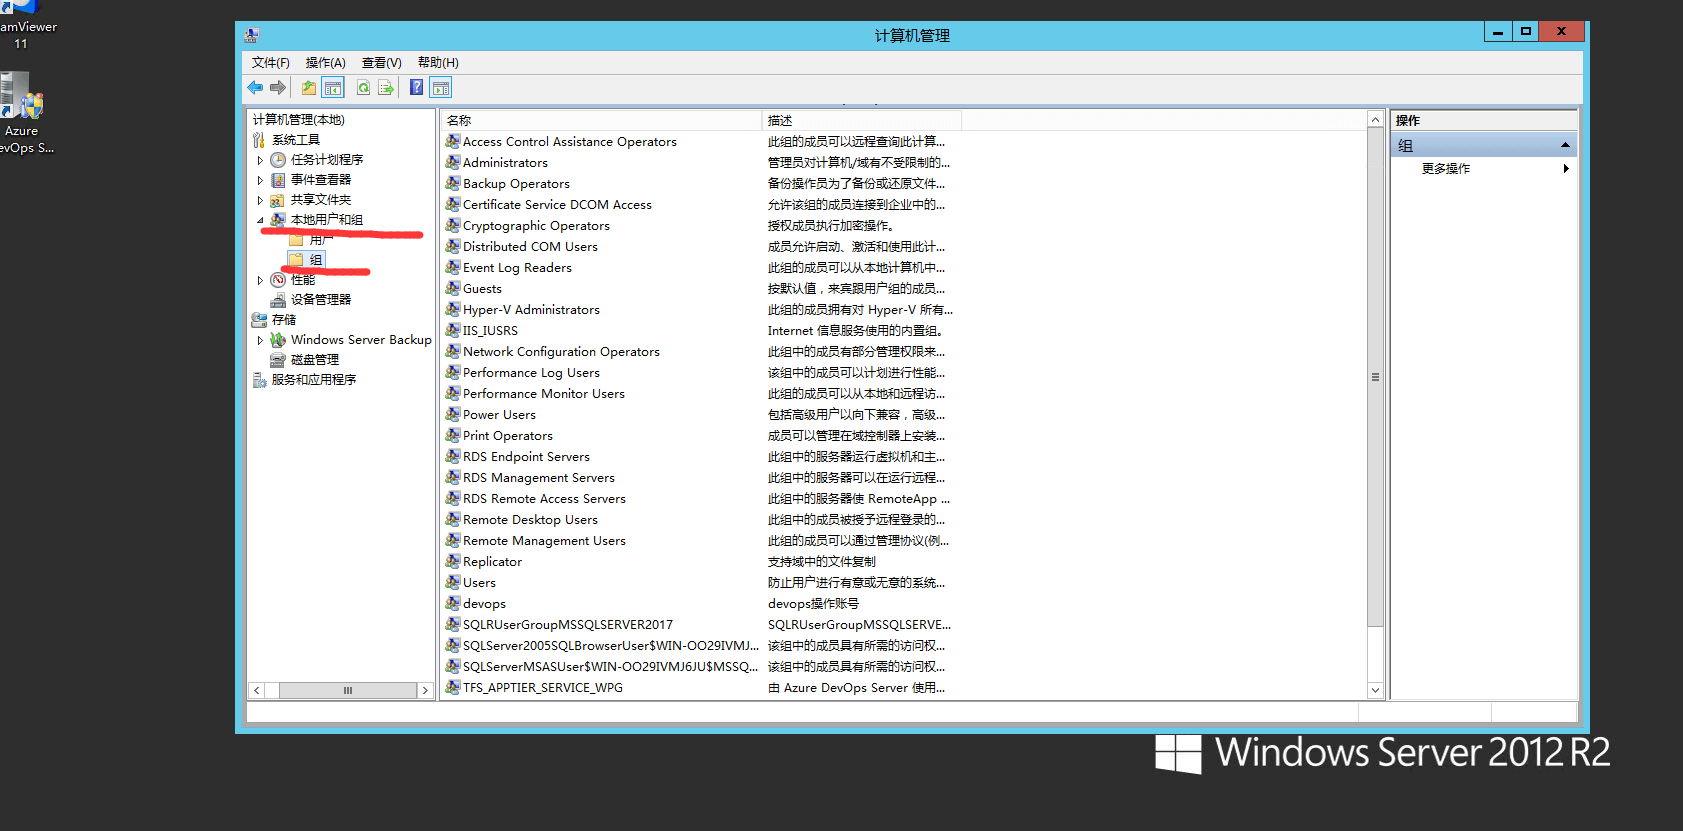 amViewer
11
Azure
evOps S...
计算机管理
文件(F) 操作(A) 查看(V) 帮助(H)
计算机管理(本地)
系统工具
任务计划程序
事件查看器
共享文件夹
本地用户和组
用户
组
性能
设备管理器
存储
Windows Server Backup
磁盘管理
服务和应用程序
名称 描述
Access Control Assistance Operators 此组的成员可以远程查询此计算...
Administrators 管理员对计算机/域有不受限制的...
Backup Operators 备份操作员为了备份或还原文件...
Certificate Service DCOM Access 允许该组的成员连接到企业中的...
Cryptographic Operators 授权成员执行加密操作。
Distributed COM Users 成员允许启动、激活和使用此计...
Event Log Readers 此组的成员可以从本地计算机中...
Guests 按默认值，来宾跟用户组的成员...
Hyper-V Administrators 此组的成员拥有对 Hyper-V 所有...
IIS_IUSRS Internet 信息服务使用的内置组。
Network Configuration Operators 此组中的成员有部分管理权限来...
Performance Log Users 该组中的成员可以计划进行性能...
Performance Monitor Users 此组的成员可以从本地和远程访...
Power Users 包括高级用户以向下兼容，高级...
Print Operators 成员可以管理在域控制器上安装...
RDS Endpoint Servers 此组中的服务器运行虚拟机和主...
RDS Management Servers 此组中的服务器可以在运行远程...
RDS Remote Access Servers 此组中的服务器使 RemoteApp ...
Remote Desktop Users 此组中的成员被授予远程登录的...
Remote Management Users 此组的成员可以通过管理协议(例...
Replicator 支持域中的文件复制
Users 防止用户进行有意或无意的系统...
devops devops操作账号
SQLRUserGroupMSSQLSERVER2017 SQLRUserGroupMSSQLSERVE...
SQLServer2005SQLBrowserUser$WIN-OO29IVMJ... 该组中的成员具有所需的访问权...
SQLServerMSASUser$WIN-OO29IVMJ6JU$MSSQ... 该组中的成员具有所需的访问权...
TFS_APPTIER_SERVICE_WPG 由 Azure DevOps Server 使用...
操作
组
更多操作
Windows Server 2012 R2